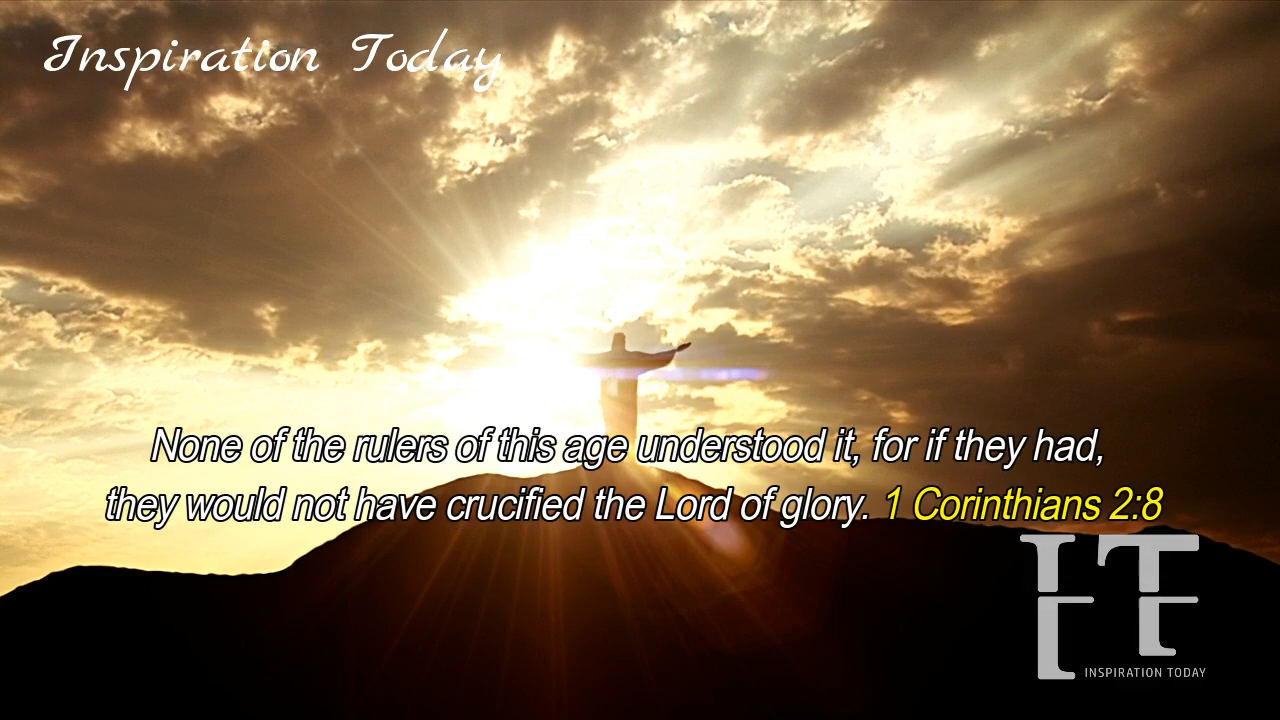 Inspiration Today
None of the rulers of this age understood it, for if they had,
they would not have crucified the Lord of glory. 1 Corinthians 2:8
IT
INSPIRATION TODAY